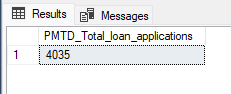 Results Messages
PMTD_Total_loan_applications
1 4035